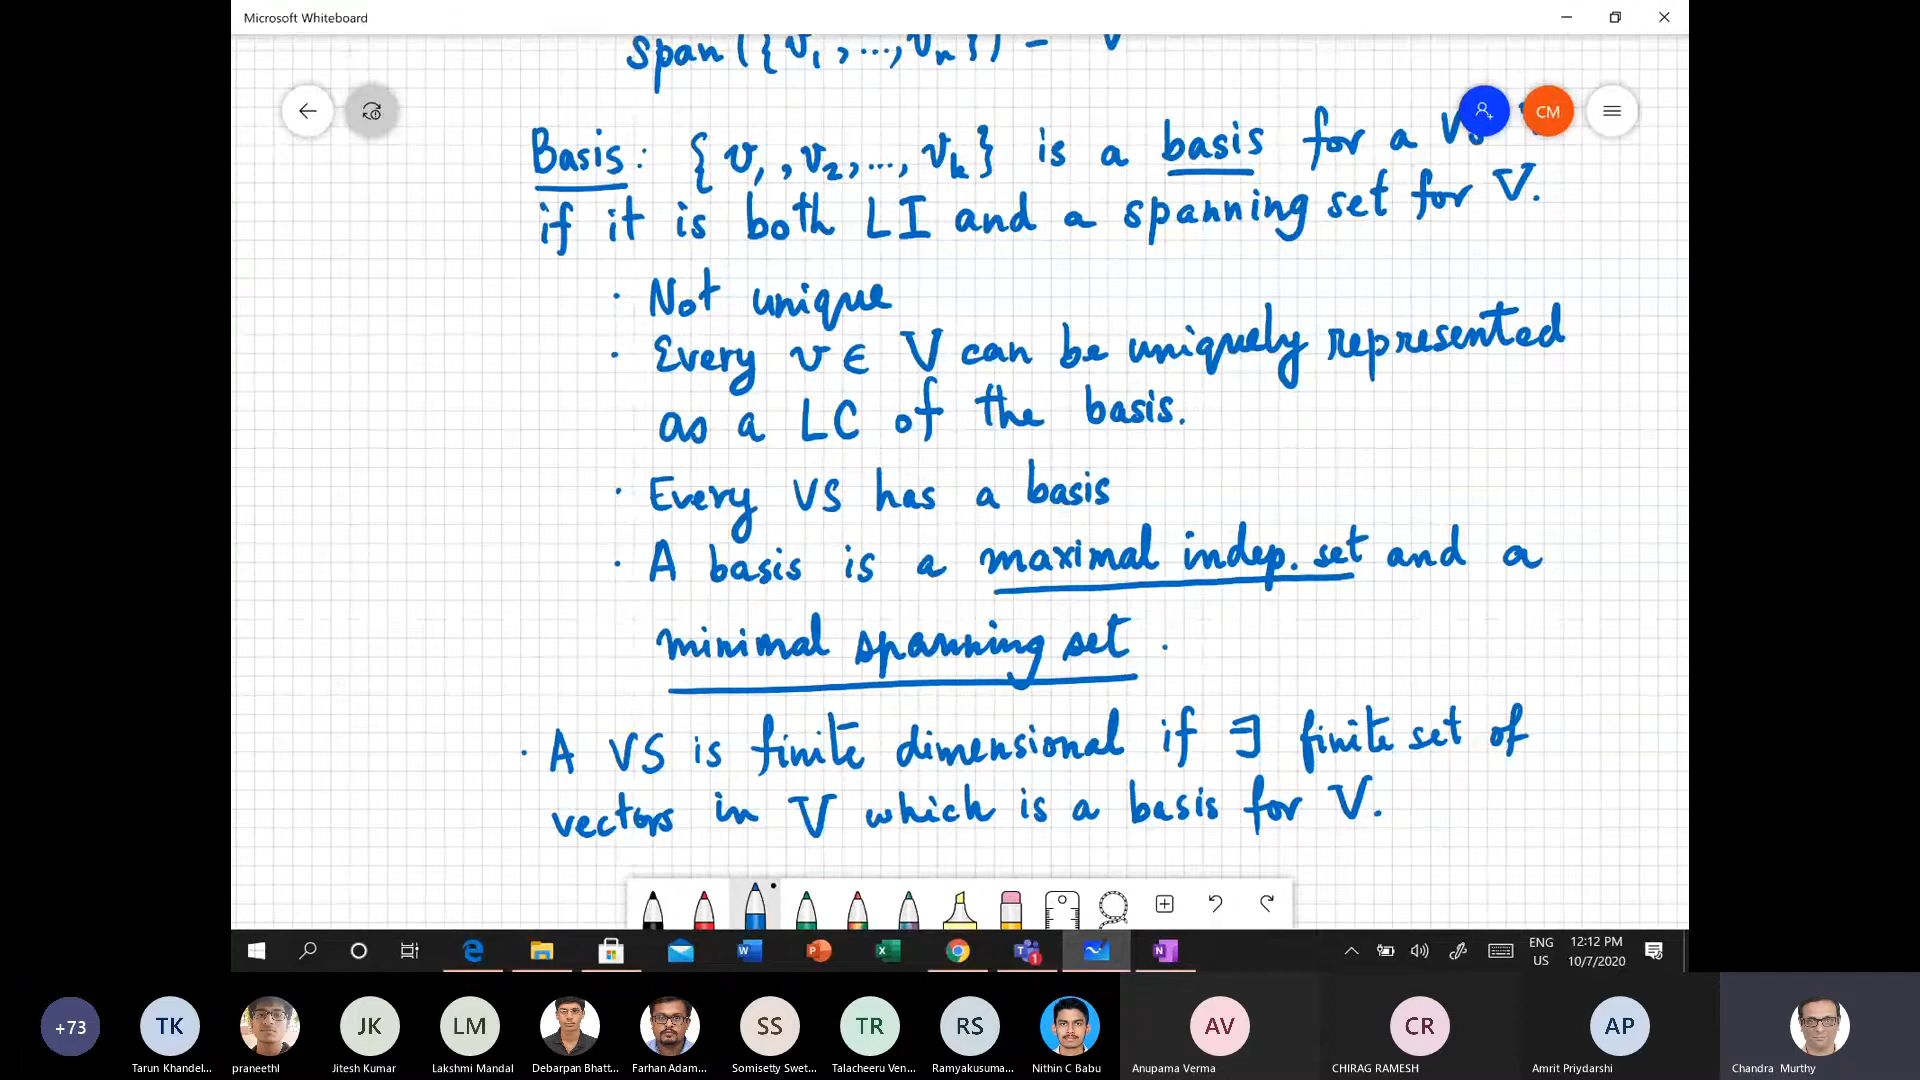 Microsoft Whiteboard
span ({v1, ..., vn}) = V
CM
Basis: {v1, v2, ..., vk} is a basis for a VS
if it is both LI and a spanning set for V.
· Not unique
· Every v ∈ V can be uniquely represented
as a LC of the basis.
· Every VS has a basis
· A basis is a maximal indep. set and a
minimal spanning set.
· A VS is finite dimensional if ∃ finite set of
vectors in V which is a basis for V.
ENG
US
12:12 PM
10/7/2020
+73
TK
JK
LM
SS
TR
RS
AV
CR
AP
Tarun Khandel...
praneethI
Jitesh Kumar
Lakshmi Mandal
Debarpan Bhatt...
Farhan Adam...
Somisetty Swet...
Talacheeru Ven...
Ramyakusuma...
Nithin C Babu
Anupama Verma
CHIRAG RAMESH
Amrit Priydarshi
Chandra Murthy